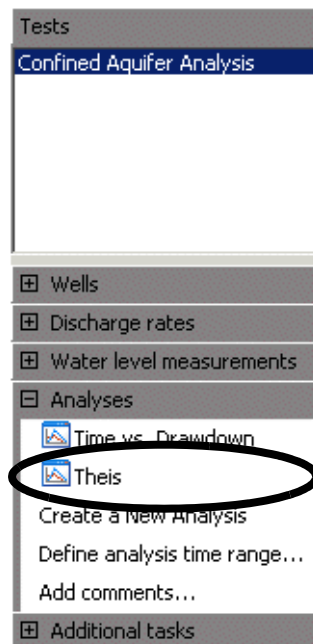 Tests
Confined Aquifer Analysis
Wells
Discharge rates
Water level measurements
Analyses
Time vs. Drawdown
Theis
Create a New Analysis
Define analysis time range...
Add comments...
Additional tasks